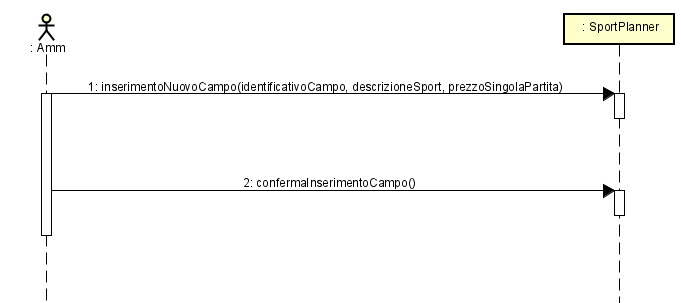 : Amm
: SportPlanner
1: inserimentoNuovoCampo(identificativoCampo, descrizioneSport, prezzoSingolaPartita)
2: confermaInserimentoCampo()